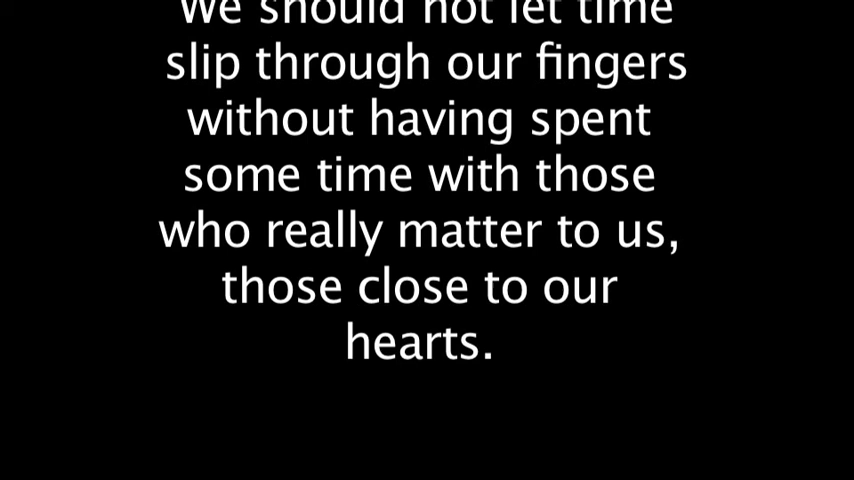 we should not let time
slip through our fingers
without having spent
some time with those
who really matter to us,
those close to our
hearts.